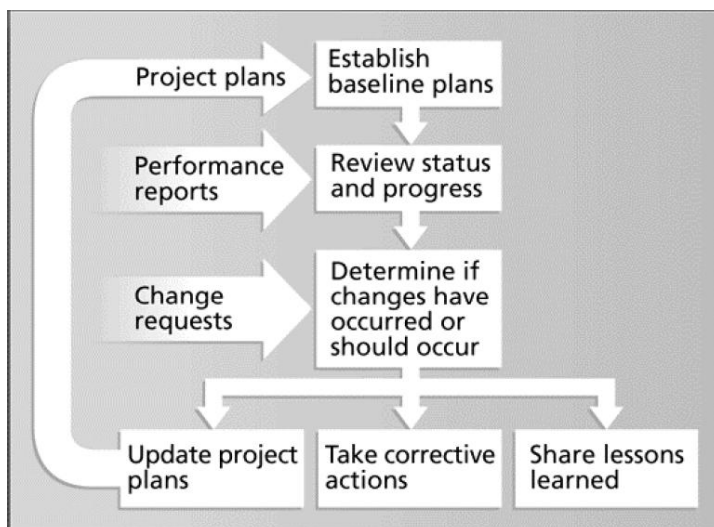 Project plans
Establish
baseline plans
Performance
reports
Review status
and progress
Change
requests
Determine if
changes have
occurred or
should occur
Update project
plans
Take corrective
actions
Share lessons
learned